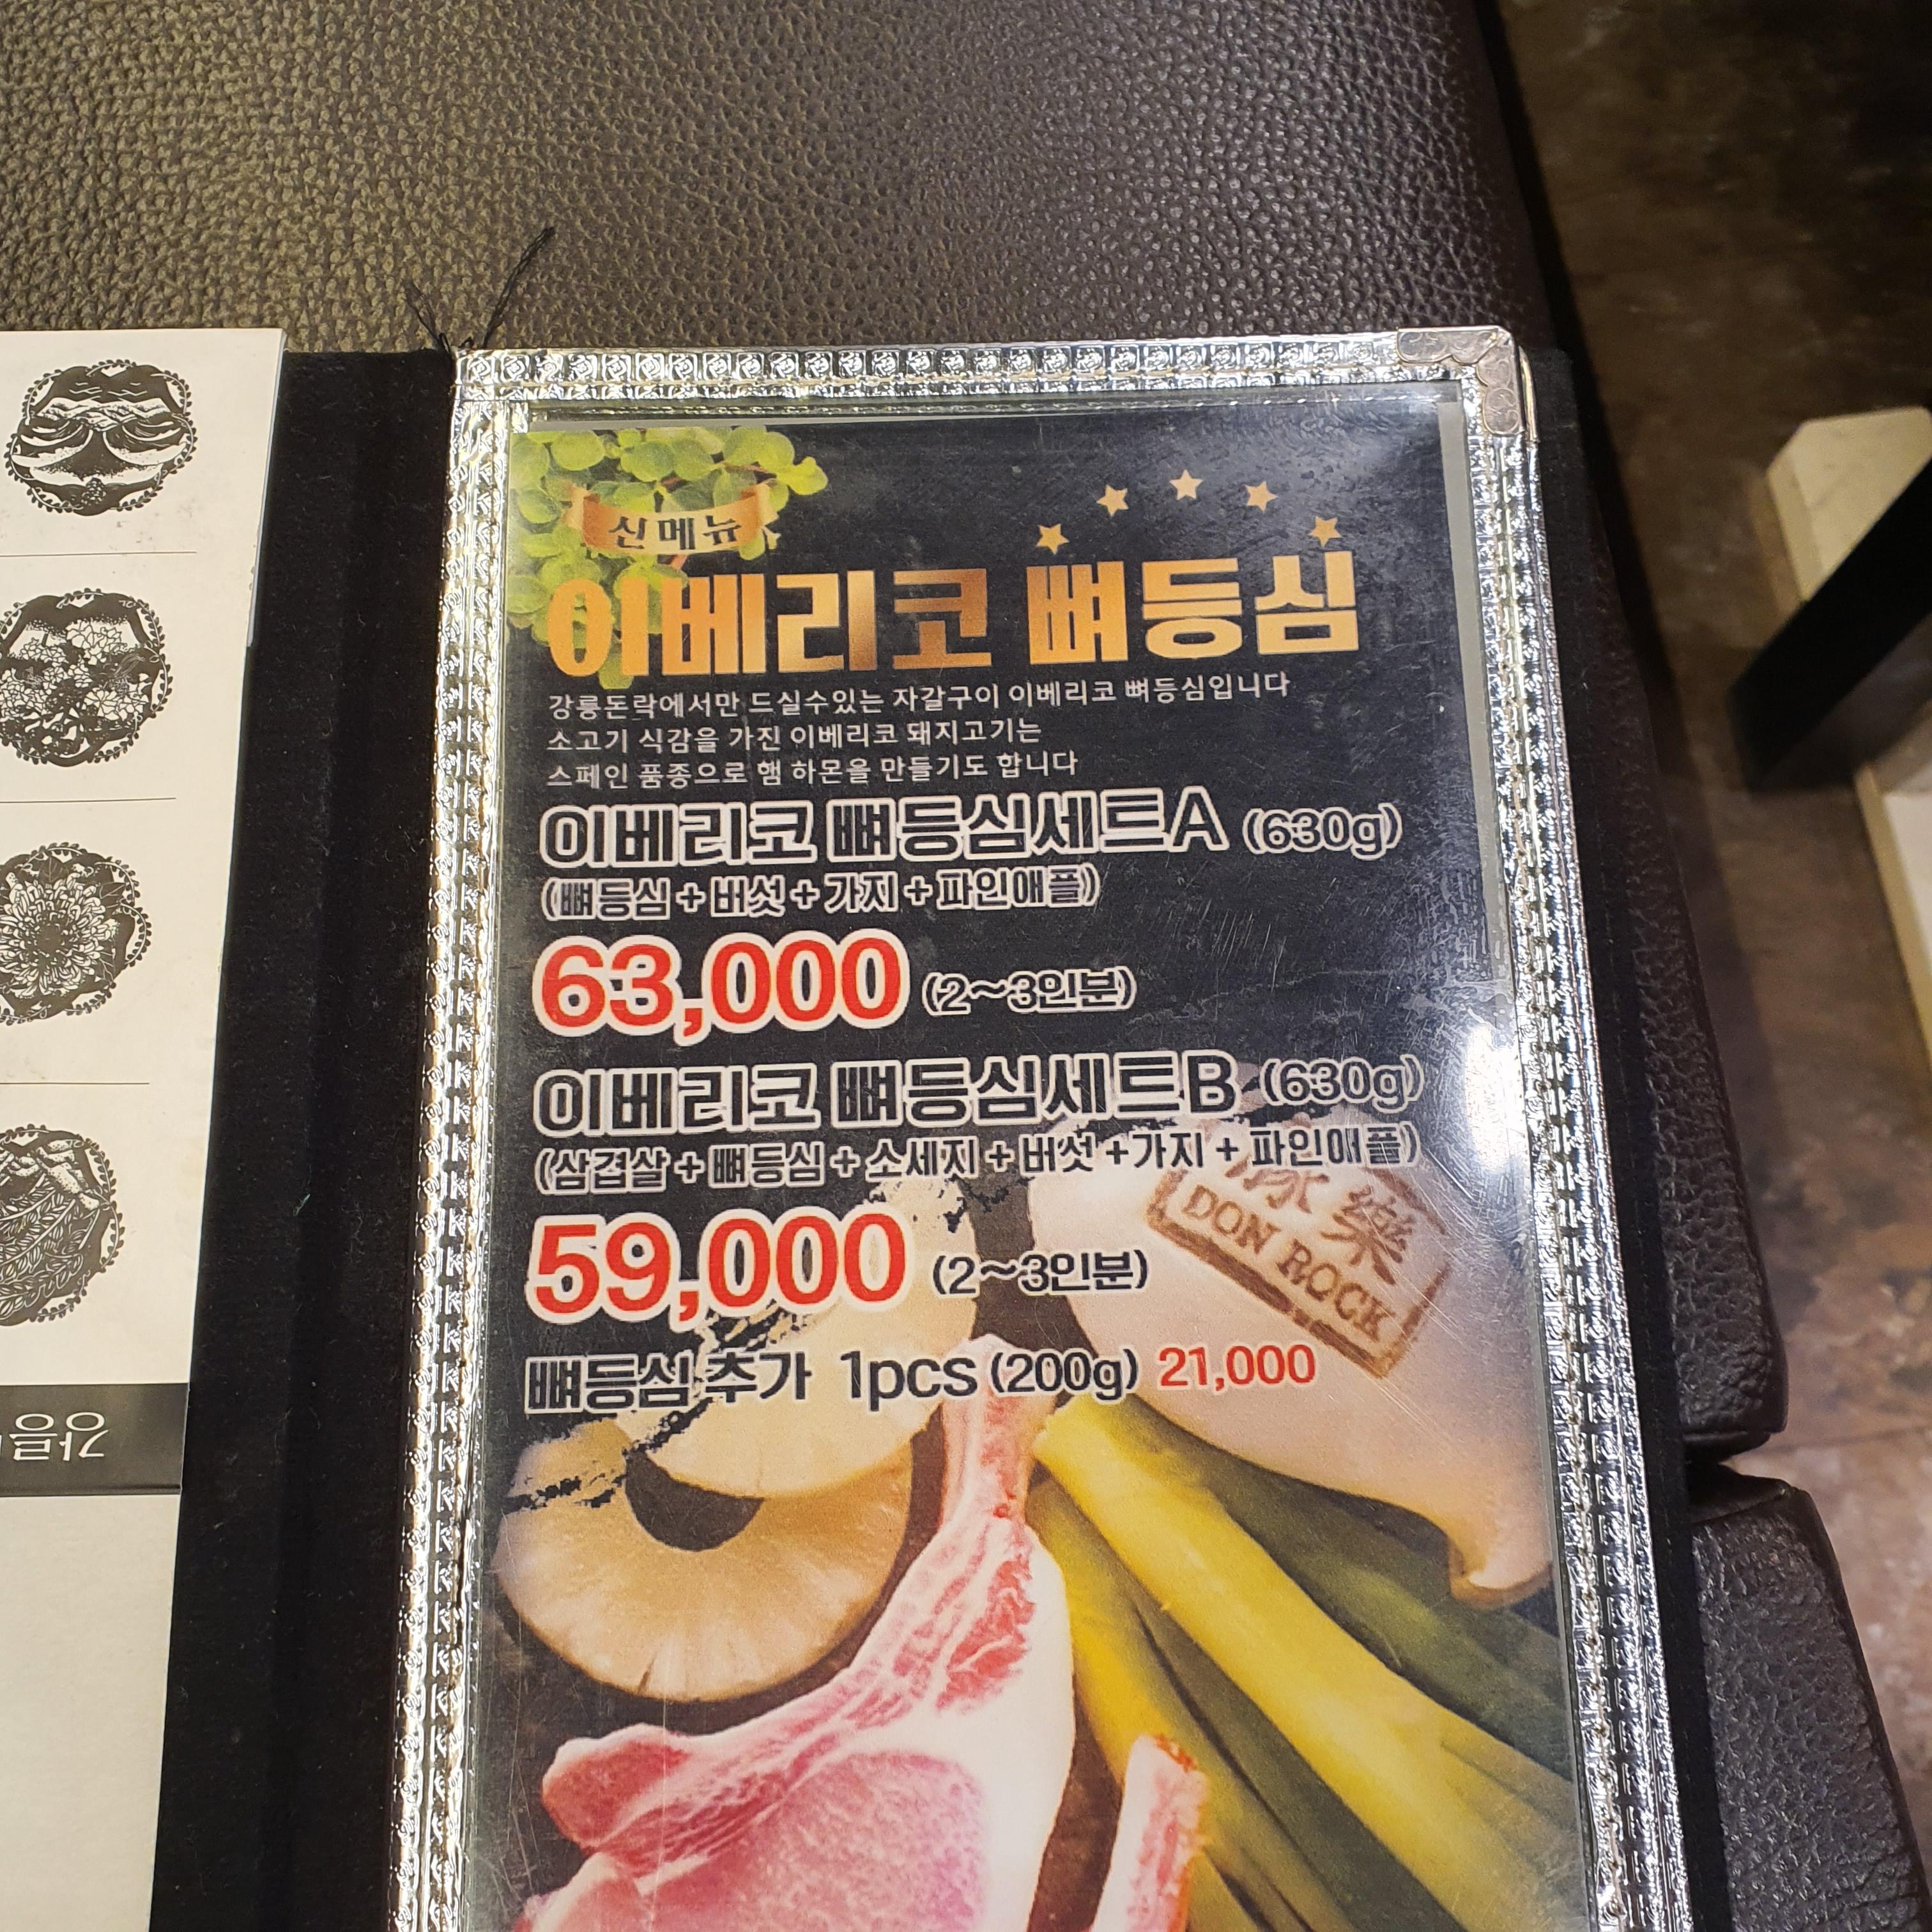 신메뉴
이베리코 뼈등심
강릉돈락에서만 드실수있는 자갈구이 이베리코 뼈등심입니다
소고기 식감을 가진 이베리코 돼지고기는
스페인 품종으로 햄 하몬을 만들기도 합니다
이베리코 뼈등심세트A (630g)
(뼈등심 + 버섯 + 가지 + 파인애플)
63,000 (2~3인분)
이베리코 뼈등심세트B (630g)
(삼겹살 + 뼈등심 + 소세지 + 버섯 + 가지 + 파인애플)
59,000 (2~3인분)
뼈등심 추가 1pcs (200g) 21,000
樂
DON ROCK
강릉